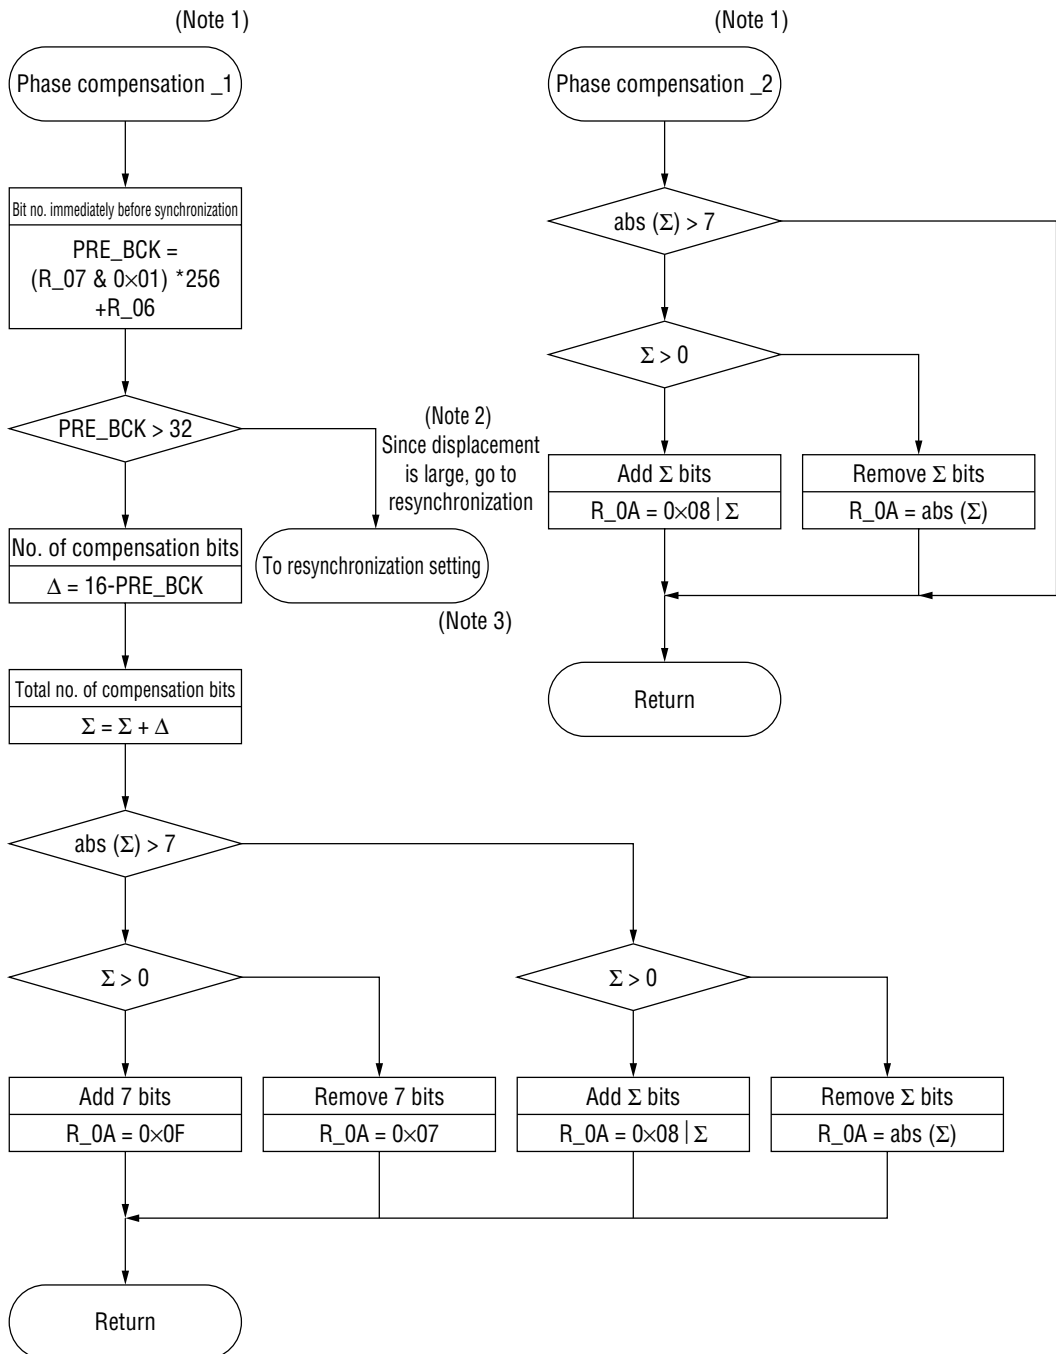 (Note 1)
Phase compensation _1
Bit no. immediately before synchronization
PRE_BCK =
(R_07 & 0×01) *256
+R_06
PRE_BCK > 32
(Note 2)
Since displacement
is large, go to
resynchronization
No. of compensation bits
Δ = 16-PRE_BCK
To resynchronization setting
(Note 3)
Total no. of compensation bits
Σ = Σ + Δ
abs (Σ) > 7
Σ > 0
Σ > 0
Add 7 bits
R_0A = 0×0F
Remove 7 bits
R_0A = 0×07
Add Σ bits
R_0A = 0×08 | Σ
Remove Σ bits
R_0A = abs (Σ)
Return
(Note 1)
Phase compensation _2
abs (Σ) > 7
Σ > 0
Add Σ bits
R_0A = 0×08 | Σ
Remove Σ bits
R_0A = abs (Σ)
Return